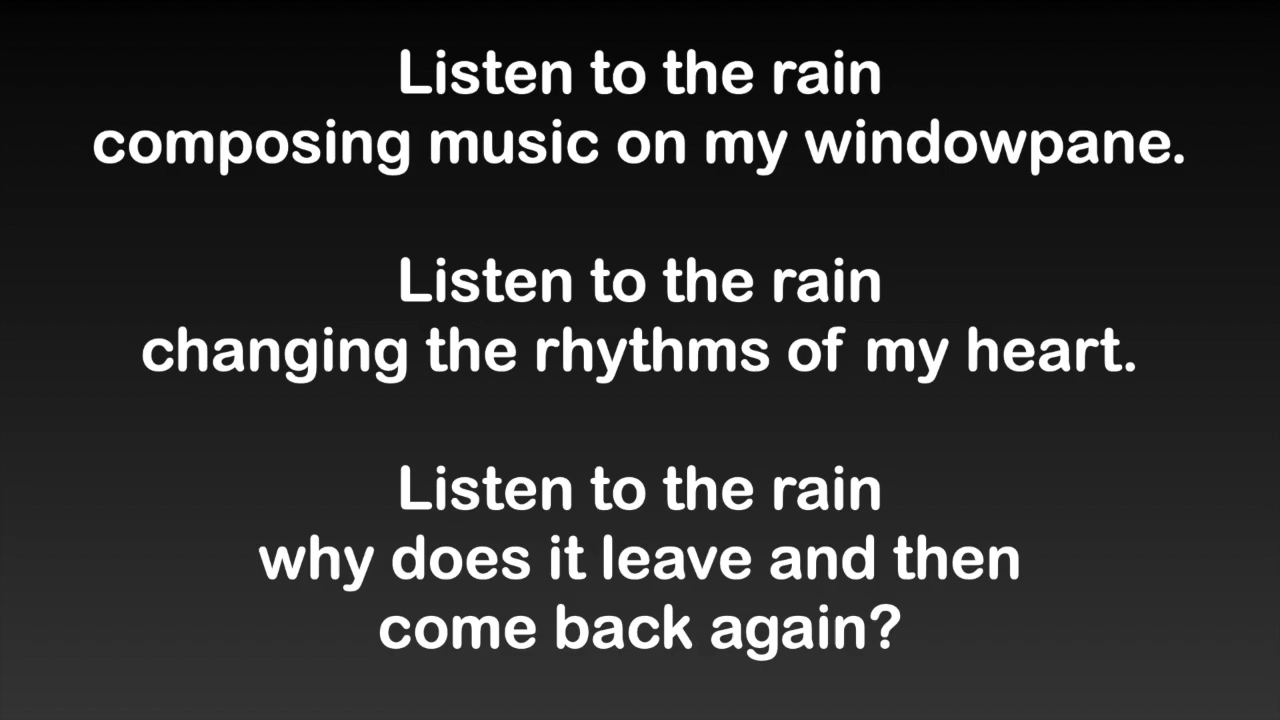 Listen to the rain
composing music on my windowpane.
Listen to the rain
changing the rhythms of my heart.
Listen to the rain
why does it leave and then
come back again?